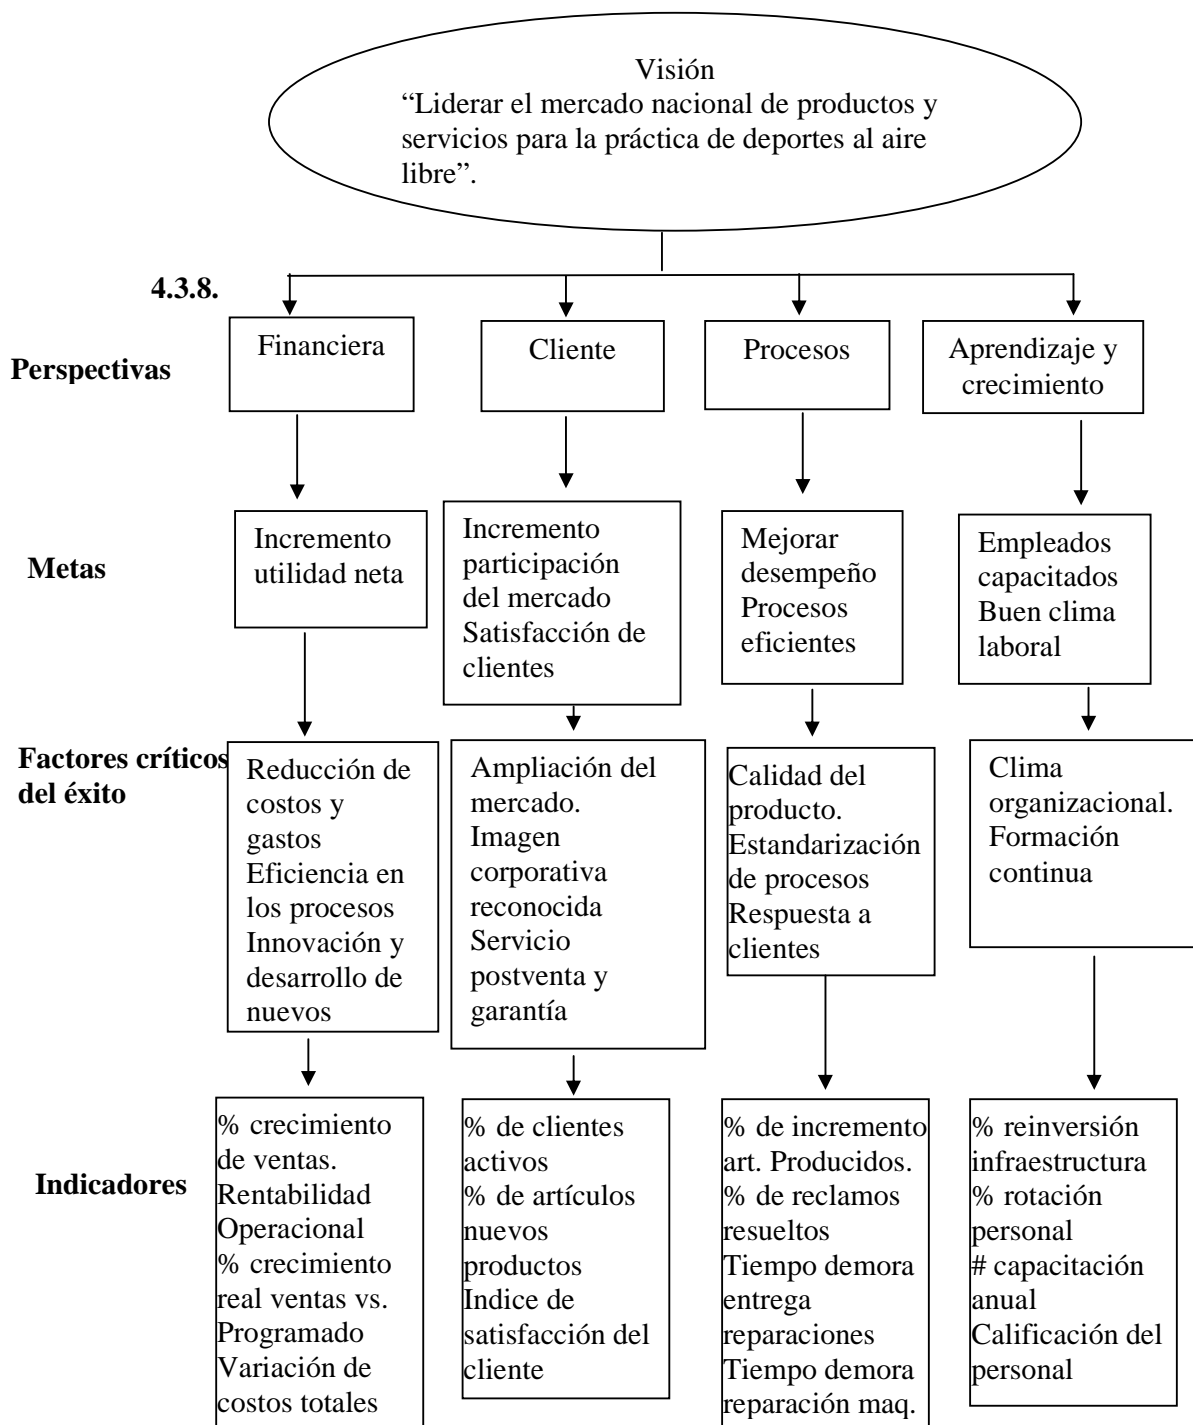 Visión
“Liderar el mercado nacional de productos y
servicios para la práctica de deportes al aire
libre”.
4.3.8.
Perspectivas
Financiera
Cliente
Procesos
Aprendizaje y
crecimiento
Metas
Incremento
utilidad neta
Incremento
participación
del mercado
Satisfacción de
clientes
Mejorar
desempeño
Procesos
eficientes
Empleados
capacitados
Buen clima
laboral
Factores críticos
del éxito
Reducción de
costos y
gastos
Eficiencia en
los procesos
Innovación y
desarrollo de
nuevos
Ampliación del
mercado.
Imagen
corporativa
reconocida
Servicio
postventa y
garantía
Calidad del
producto.
Estandarización
de procesos
Respuesta a
clientes
Clima
organizacional.
Formación
continua
Indicadores
% crecimiento
de ventas.
Rentabilidad
Operacional
% crecimiento
real ventas vs.
Programado
Variación de
costos totales
% de clientes
activos
% de artículos
nuevos
productos
Indice de
satisfacción del
cliente
% de incremento
art. Producidos.
% de reclamos
resueltos
Tiempo demora
entrega
reparaciones
Tiempo demora
reparación maq.
% reinversión
infraestructura
% rotación
personal
# capacitación
anual
Calificación del
personal